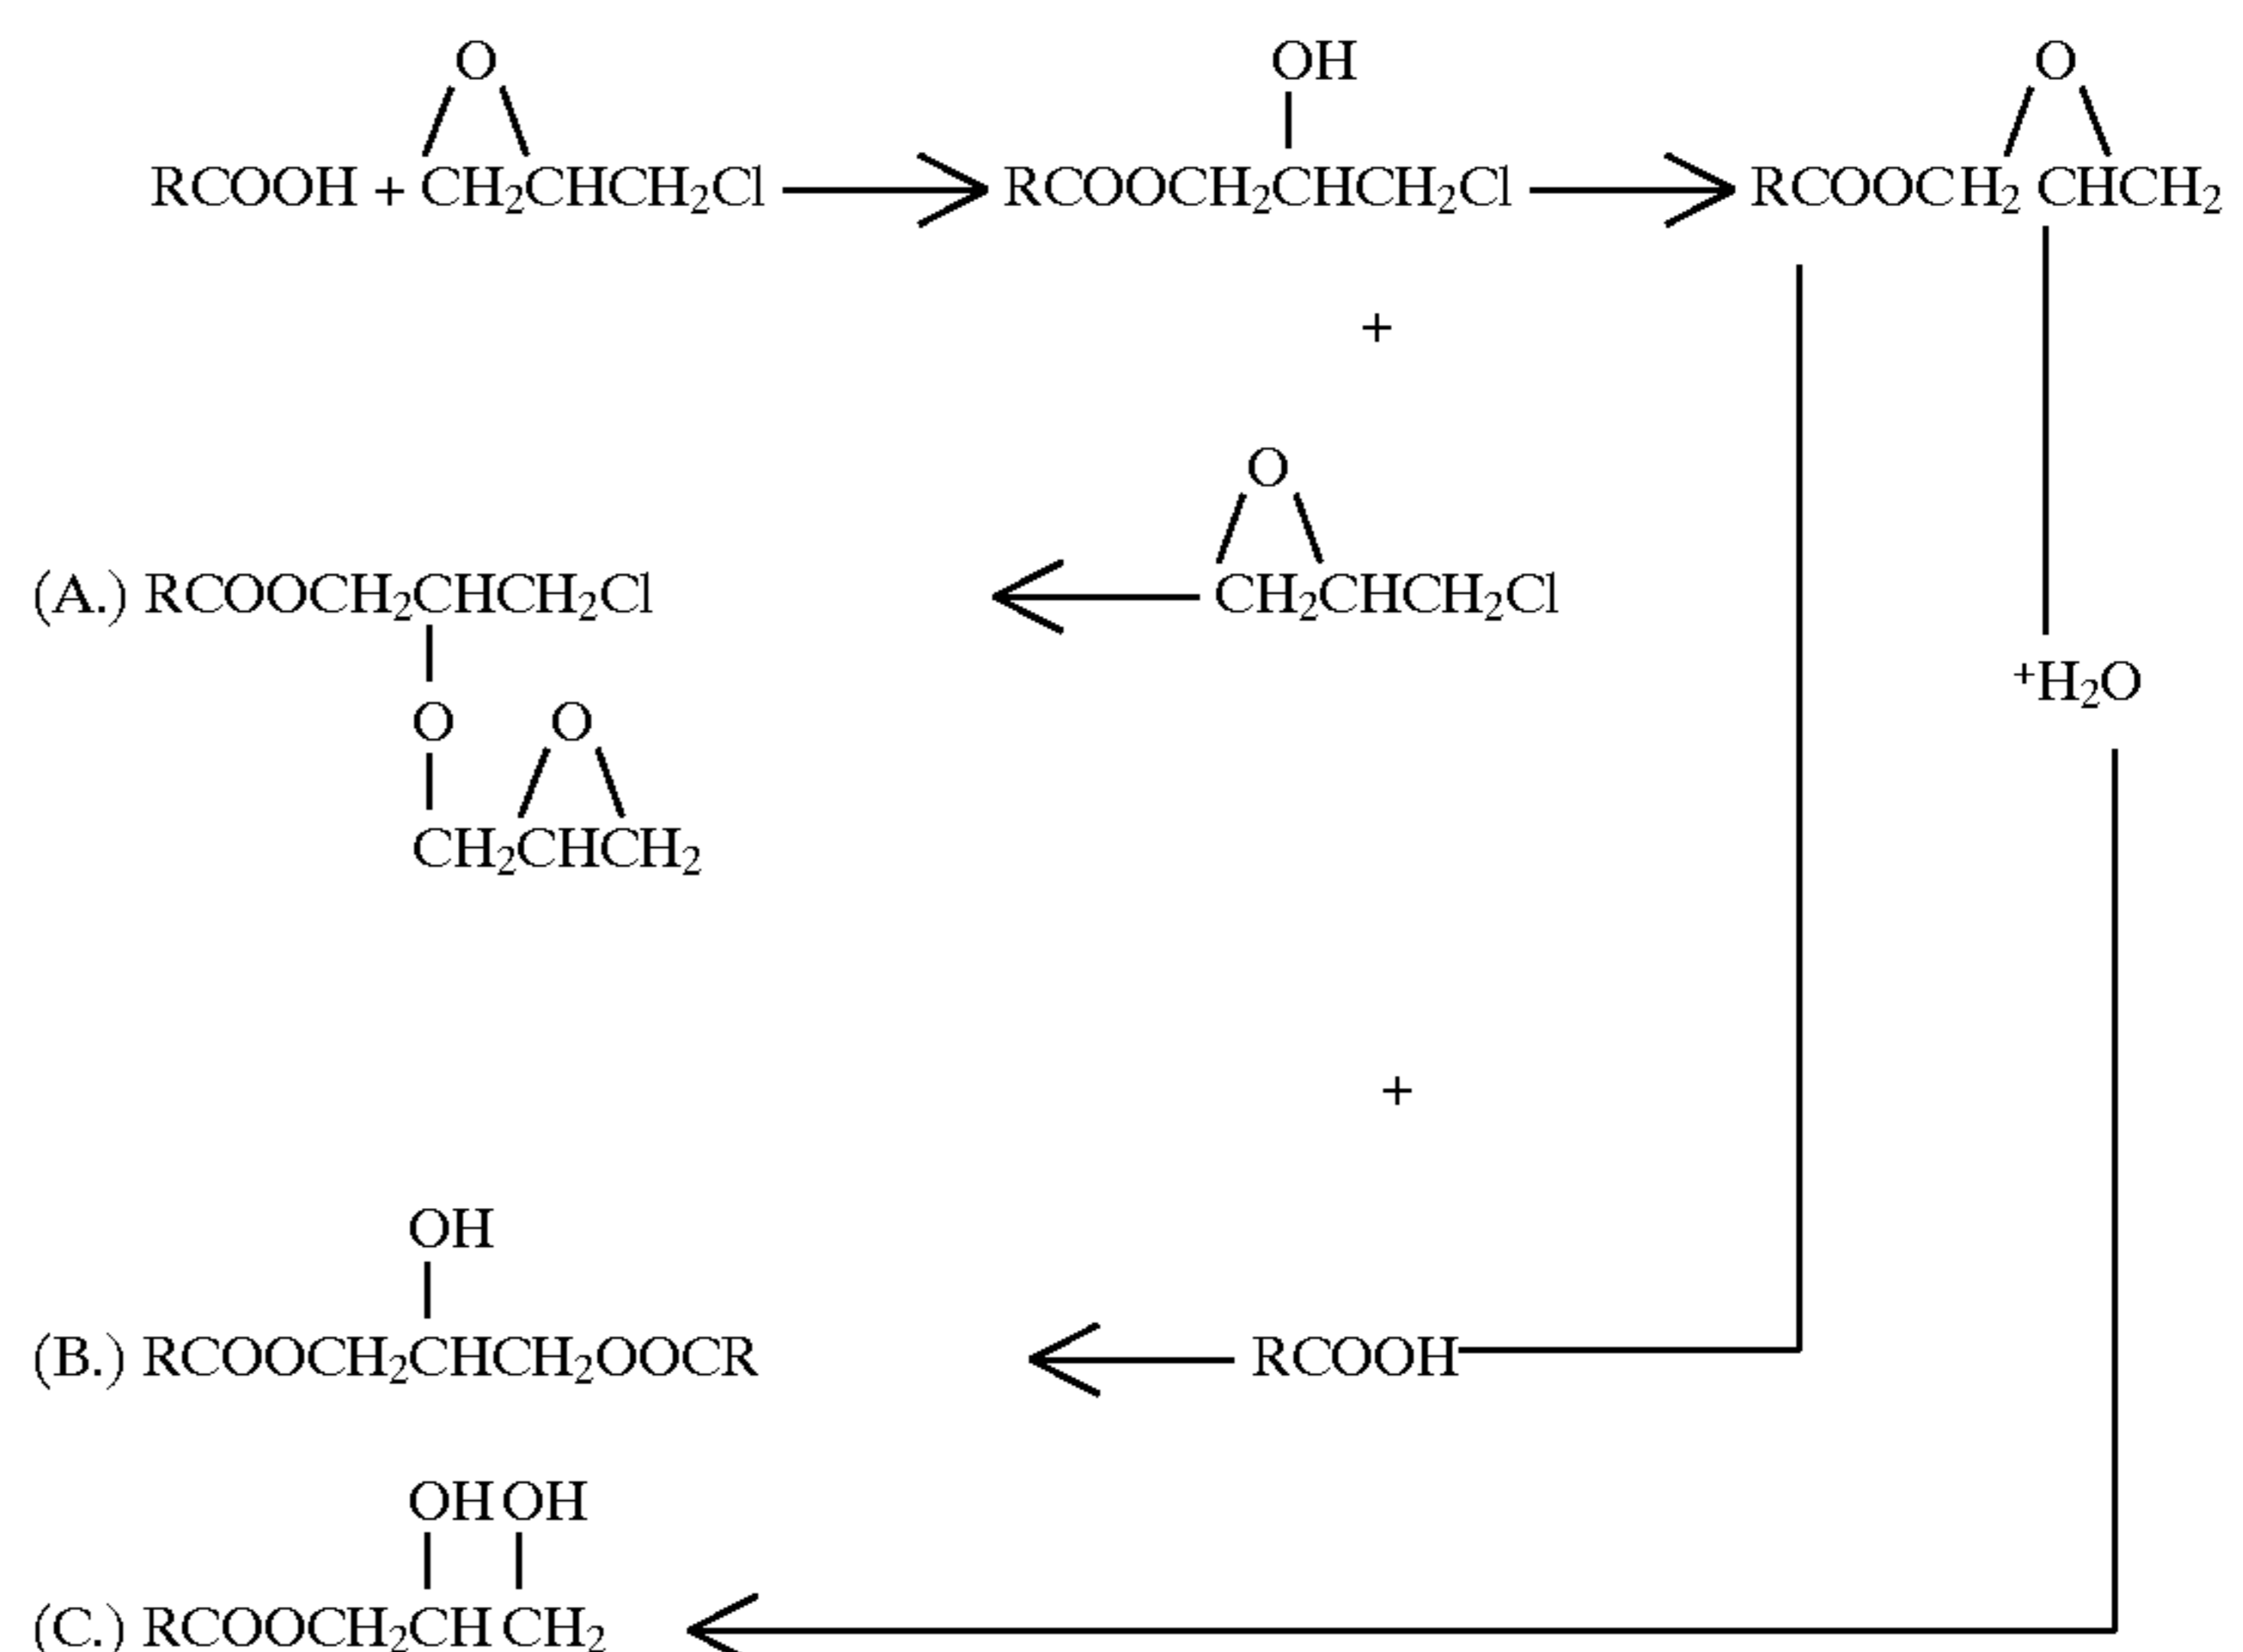 O OH O
RCOOH + CH₂CHCH₂Cl RCOOCH₂CHCH₂Cl RCOOCH₂ CHCH₂
+
O
(A.) RCOOCH₂CHCH₂Cl CH₂CHCH₂Cl
+H₂O
O O
CH₂CHCH₂
+
OH
(B.) RCOOCH₂CHCH₂OOCR RCOOH
OH OH
(C.) RCOOCH₂CH CH₂